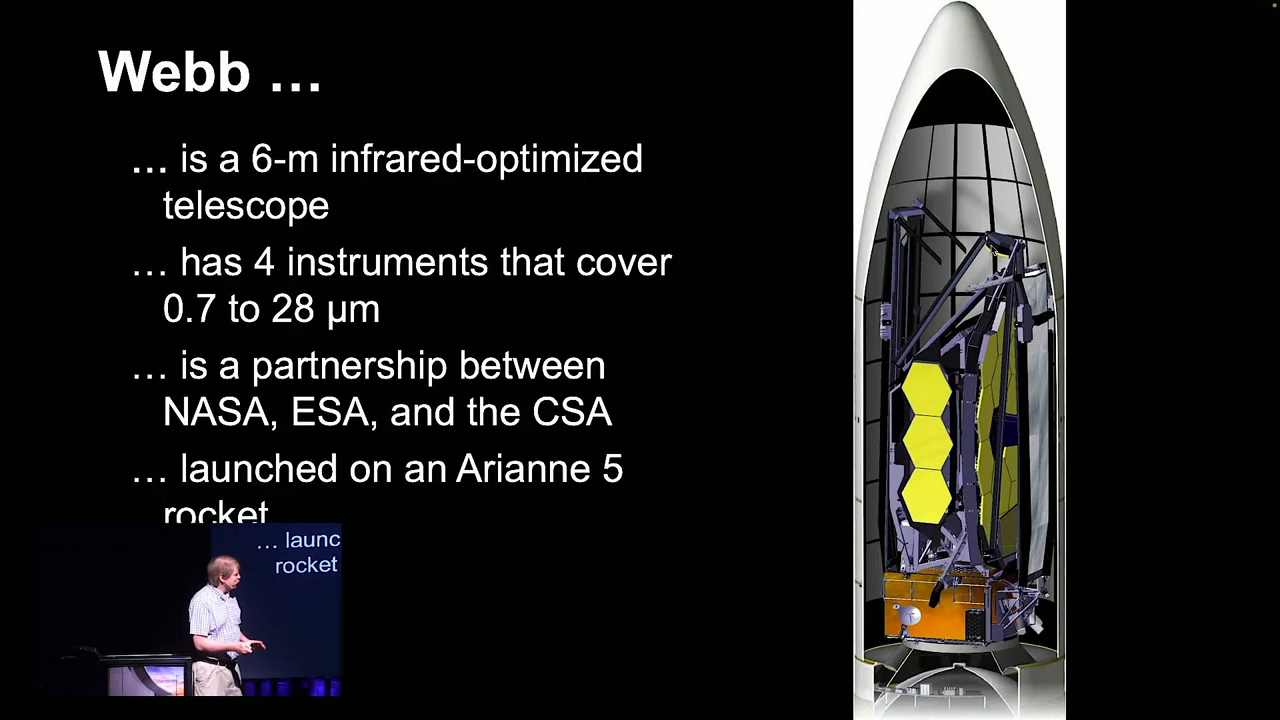 Webb …
… is a 6-m infrared-optimized
telescope
… has 4 instruments that cover
0.7 to 28 μm
… is a partnership between
NASA, ESA, and the CSA
… launched on an Arianne 5
rocket
… launc
rocket